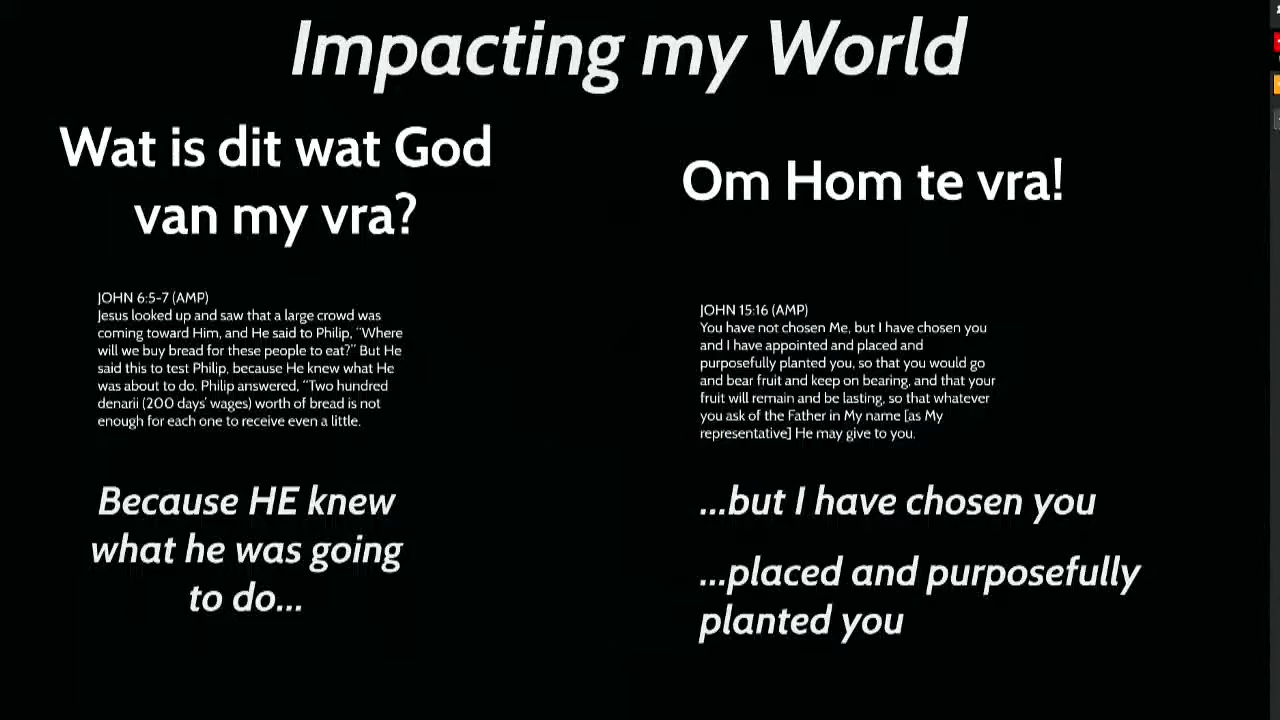 Impacting my World
Wat is dit wat God
van my vra?
JOHN 6:5-7 (AMP)
Jesus looked up and saw that a large crowd was
coming toward Him, and He said to Philip, “Where
will we buy bread for these people to eat?” But He
said this to test Philip, because He knew what He
was about to do. Philip answered, “Two hundred
denarii (200 days’ wages) worth of bread is not
enough for each one to receive even a little.
Because HE knew
what he was going
to do...
Om Hom te vra!
JOHN 15:16 (AMP)
You have not chosen Me, but I have chosen you
and I have appointed and placed and
purposefully planted you, so that you would go
and bear fruit and keep on bearing, and that your
fruit will remain and be lasting, so that whatever
you ask of the Father in My name [as My
representative] He may give to you.
...but I have chosen you
...placed and purposefully
planted you